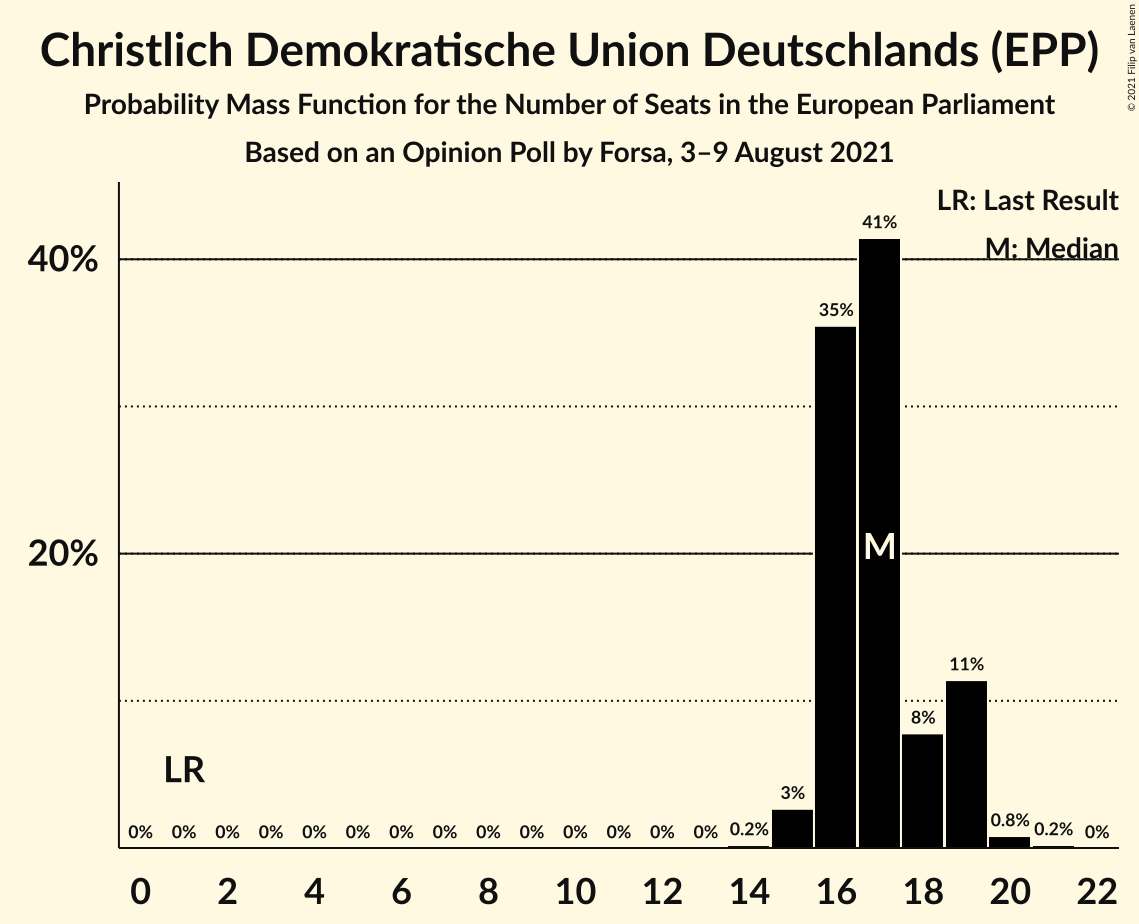 Christlich Demokratische Union Deutschlands (EPP)
Probability Mass Function for the Number of Seats in the European Parliament
Based on an Opinion Poll by Forsa, 3–9 August 2021
© 2021 Filip van Laenen
LR: Last Result
M: Median
40%
20%
41%
35%
M
11%
8%
LR
3%
0% 0% 0% 0% 0% 0% 0% 0% 0% 0% 0% 0% 0% 0% 0.2% 0.8% 0.2% 0%
0 2 4 6 8 10 12 14 16 18 20 22